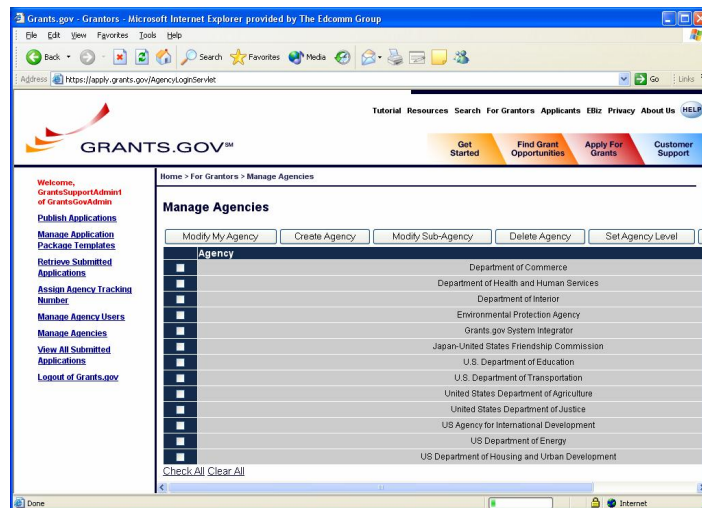 Grants.gov - Grantors - Microsoft Internet Explorer provided by The Edcomm Group
File Edit View Favorites Tools Help
Back Search Favorites Media
Address https://apply.grants.gov/AgencyLoginServlet Go Links
Tutorial Resources Search For Grantors Applicants EBiz Privacy About Us HELP
GRANTS.GOV℠
Get Started
Find Grant Opportunities
Apply For Grants
Customer Support
Welcome,
GrantsSupportAdmin1
of GrantsGovAdmin
Publish Applications
Manage Application
Package Templates
Retrieve Submitted
Applications
Assign Agency Tracking
Number
Manage Agency Users
Manage Agencies
View All Submitted
Applications
Logout of Grants.gov
Home > For Grantors > Manage Agencies
Manage Agencies
Modify My Agency Create Agency Modify Sub-Agency Delete Agency Set Agency Level
Agency
Department of Commerce
Department of Health and Human Services
Department of Interior
Environmental Protection Agency
Grants.gov System Integrator
Japan-United States Friendship Commission
U.S. Department of Education
U.S. Department of Transportation
United States Department of Agriculture
United States Department of Justice
US Agency for International Development
US Department of Energy
US Department of Housing and Urban Development
Check All Clear All
Done Internet